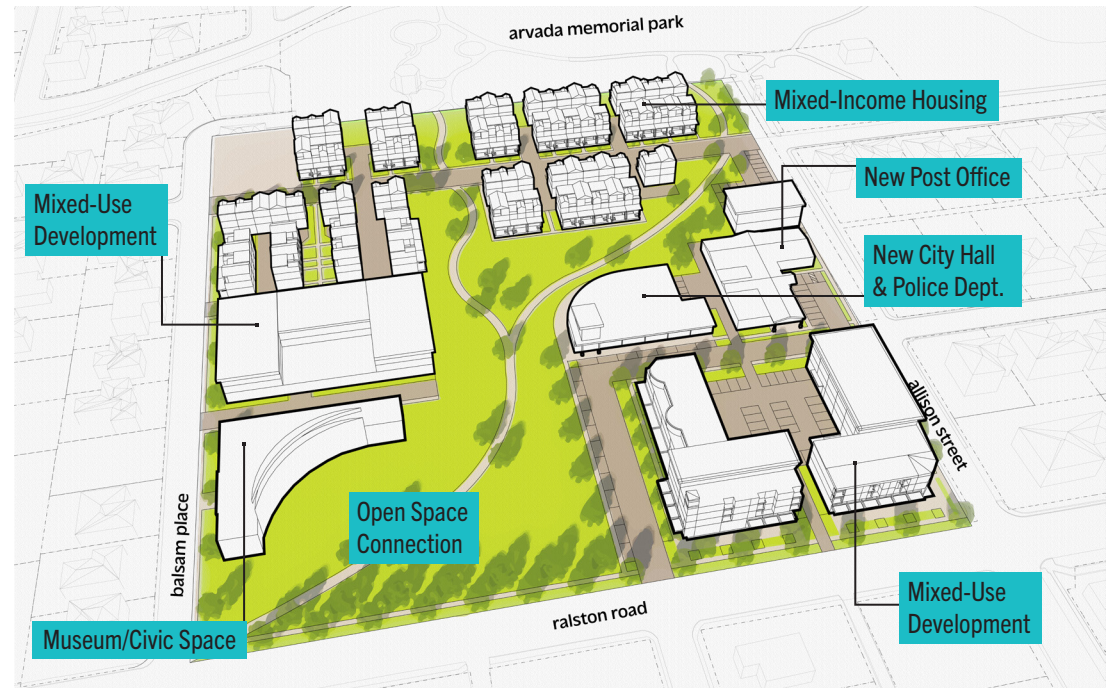 arvada memorial park
Mixed-Income Housing
New Post Office
Mixed-Use
Development
New City Hall
& Police Dept.
allison street
Open Space
Connection
balsam place
Mixed-Use
Development
ralston road
Museum/Civic Space